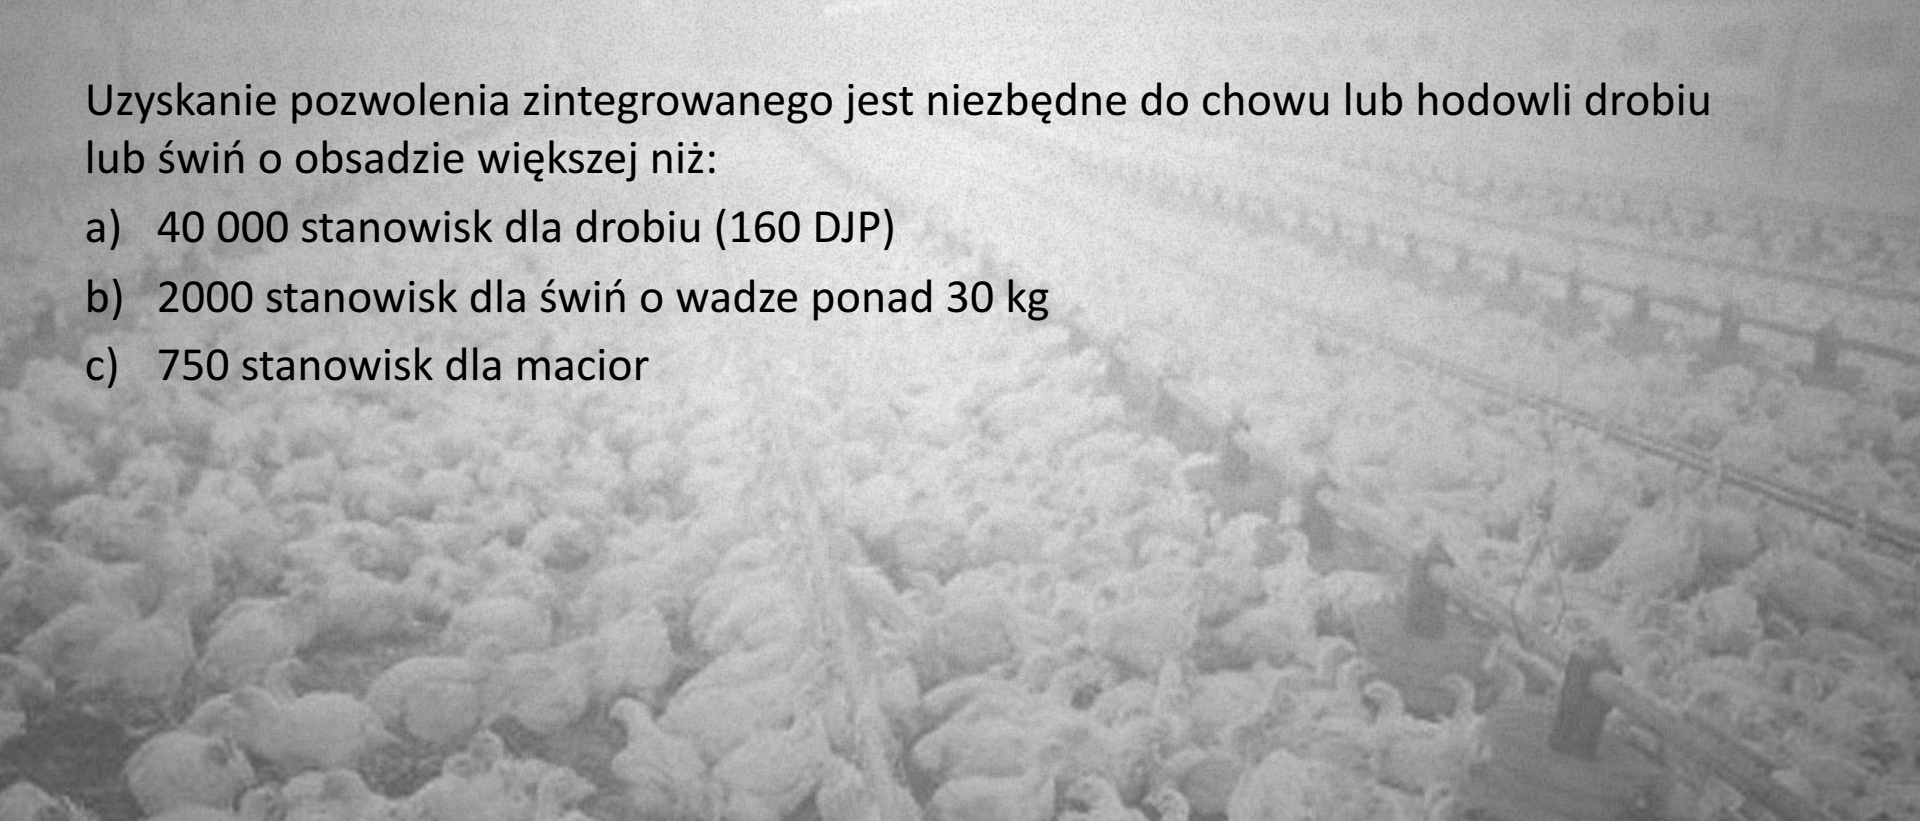 Uzyskanie pozwolenia zintegrowanego jest niezbędne do chowu lub hodowli drobiu
lub świń o obsadzie większej niż:
a) 40 000 stanowisk dla drobiu (160 DJP)
b) 2000 stanowisk dla świń o wadze ponad 30 kg
c) 750 stanowisk dla macior